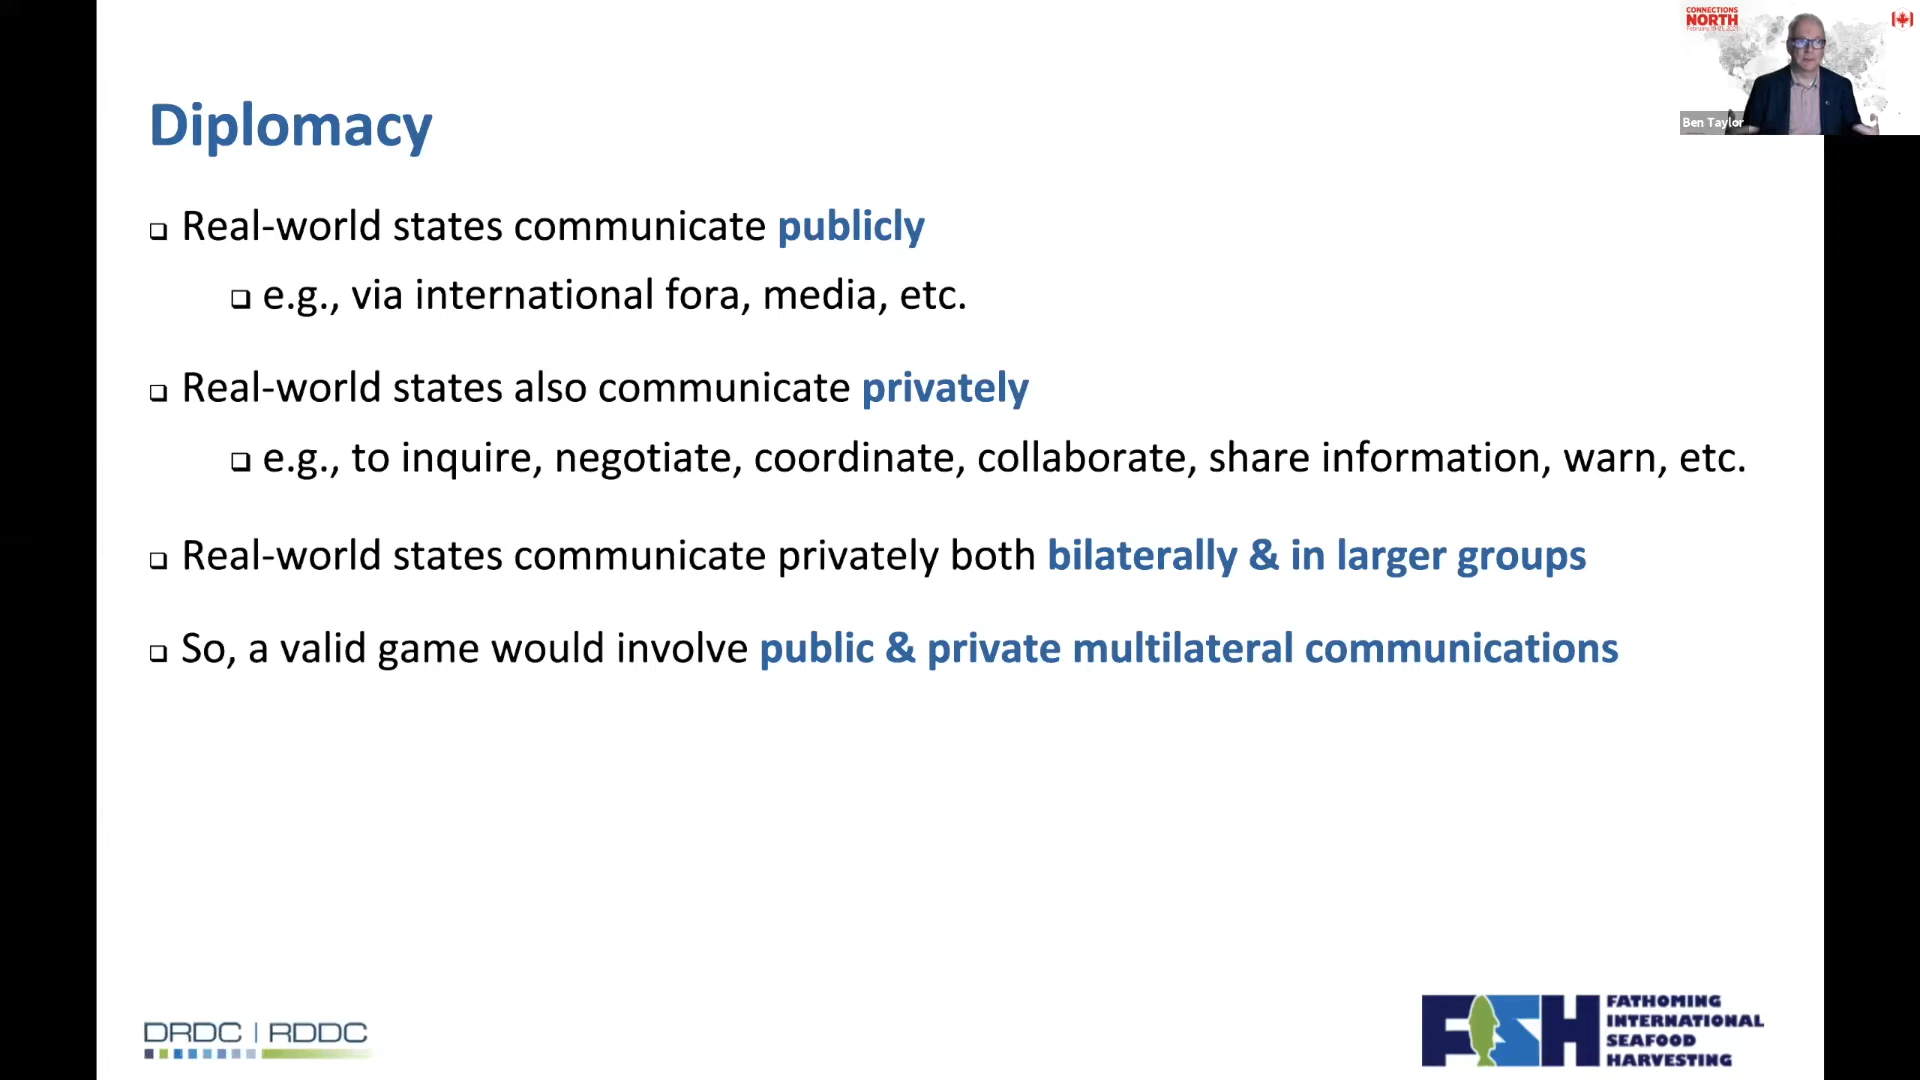 CONNECTIONS
NORTH
Ben Taylor
Diplomacy
Real-world states communicate publicly
e.g., via international fora, media, etc.
Real-world states also communicate privately
e.g., to inquire, negotiate, coordinate, collaborate, share information, warn, etc.
Real-world states communicate privately both bilaterally & in larger groups
So, a valid game would involve public & private multilateral communications
DRDC | RDDC
FISH
FATHOMING
INTERNATIONAL
SEAFOOD
HARVESTING